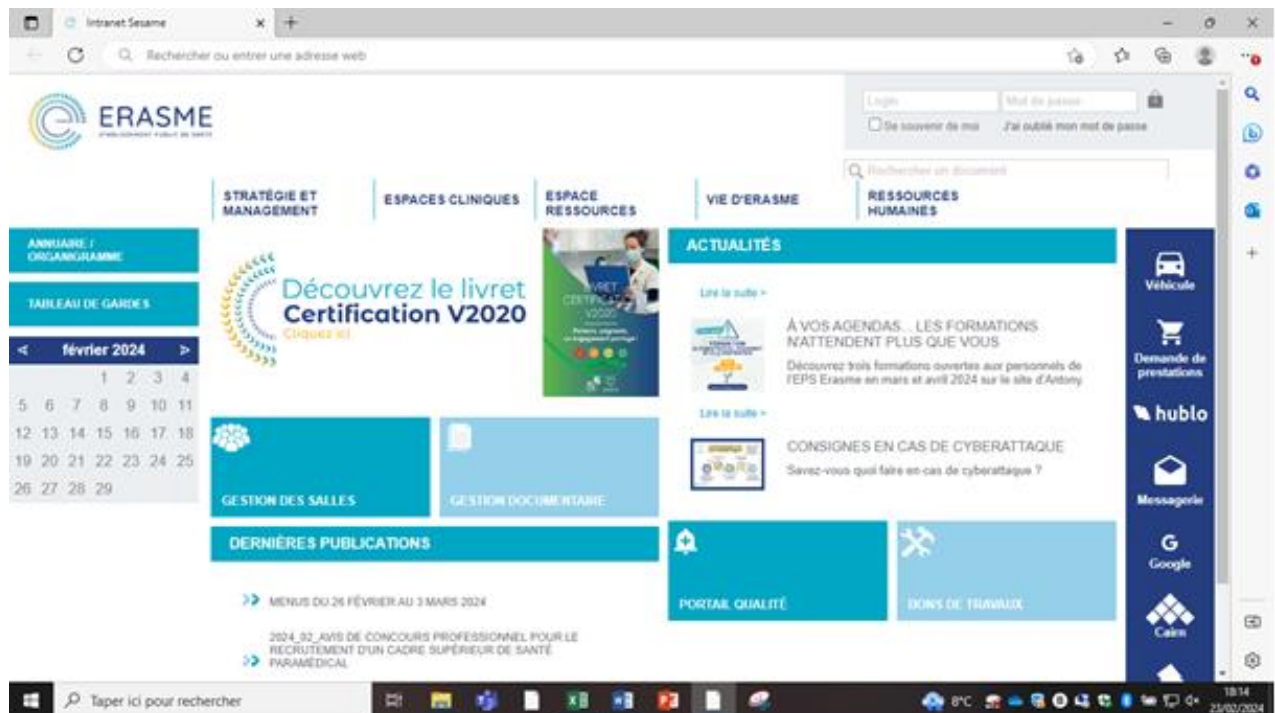 Intranet Sesame
Rechercher ou entrer une adresse web
ERASME
ÉTABLISSEMENT PUBLIC DE SANTÉ
Login
Mot de passe
Se souvenir de moi
J'ai oublié mon mot de passe
Rechercher un document
STRATÉGIE ET
MANAGEMENT
ESPACES CLINIQUES
ESPACE
RESSOURCES
VIE D'ERASME
RESSOURCES
HUMAINES
ANNUAIRE /
ORGANIGRAMME
TABLEAU DE GARDES
< février 2024 >
1 2 3 4
5 6 7 8 9 10 11
12 13 14 15 16 17 18
19 20 21 22 23 24 25
26 27 28 29
Découvrez le livret
Certification V2020
Cliquez ici
LIVRET
CERTIFICATION
V2020
GESTION DES SALLES
GESTION DOCUMENTAIRE
DERNIÈRES PUBLICATIONS
MENUS DU 26 FÉVRIER AU 3 MARS 2024
2024_02_AVIS DE CONCOURS PROFESSIONNEL POUR LE
RECRUTEMENT D'UN CADRE SUPÉRIEUR DE SANTÉ
PARAMÉDICAL
ACTUALITÉS
Lire la suite >
À VOS AGENDAS... LES FORMATIONS
N'ATTENDENT PLUS QUE VOUS
Découvrez trois formations ouvertes aux personnels de
l'EPS Erasme en mars et avril 2024 sur le site d'Antony.
Lire la suite >
CONSIGNES EN CAS DE CYBERATTAQUE
Savez-vous quoi faire en cas de cyberattaque ?
PORTAIL QUALITÉ
BONS DE TRAVAUX
Véhicule
Demande de
prestations
hublo
Messagerie
G
Google
Cairn
Taper ici pour rechercher
8°C
18:14
23/02/2024